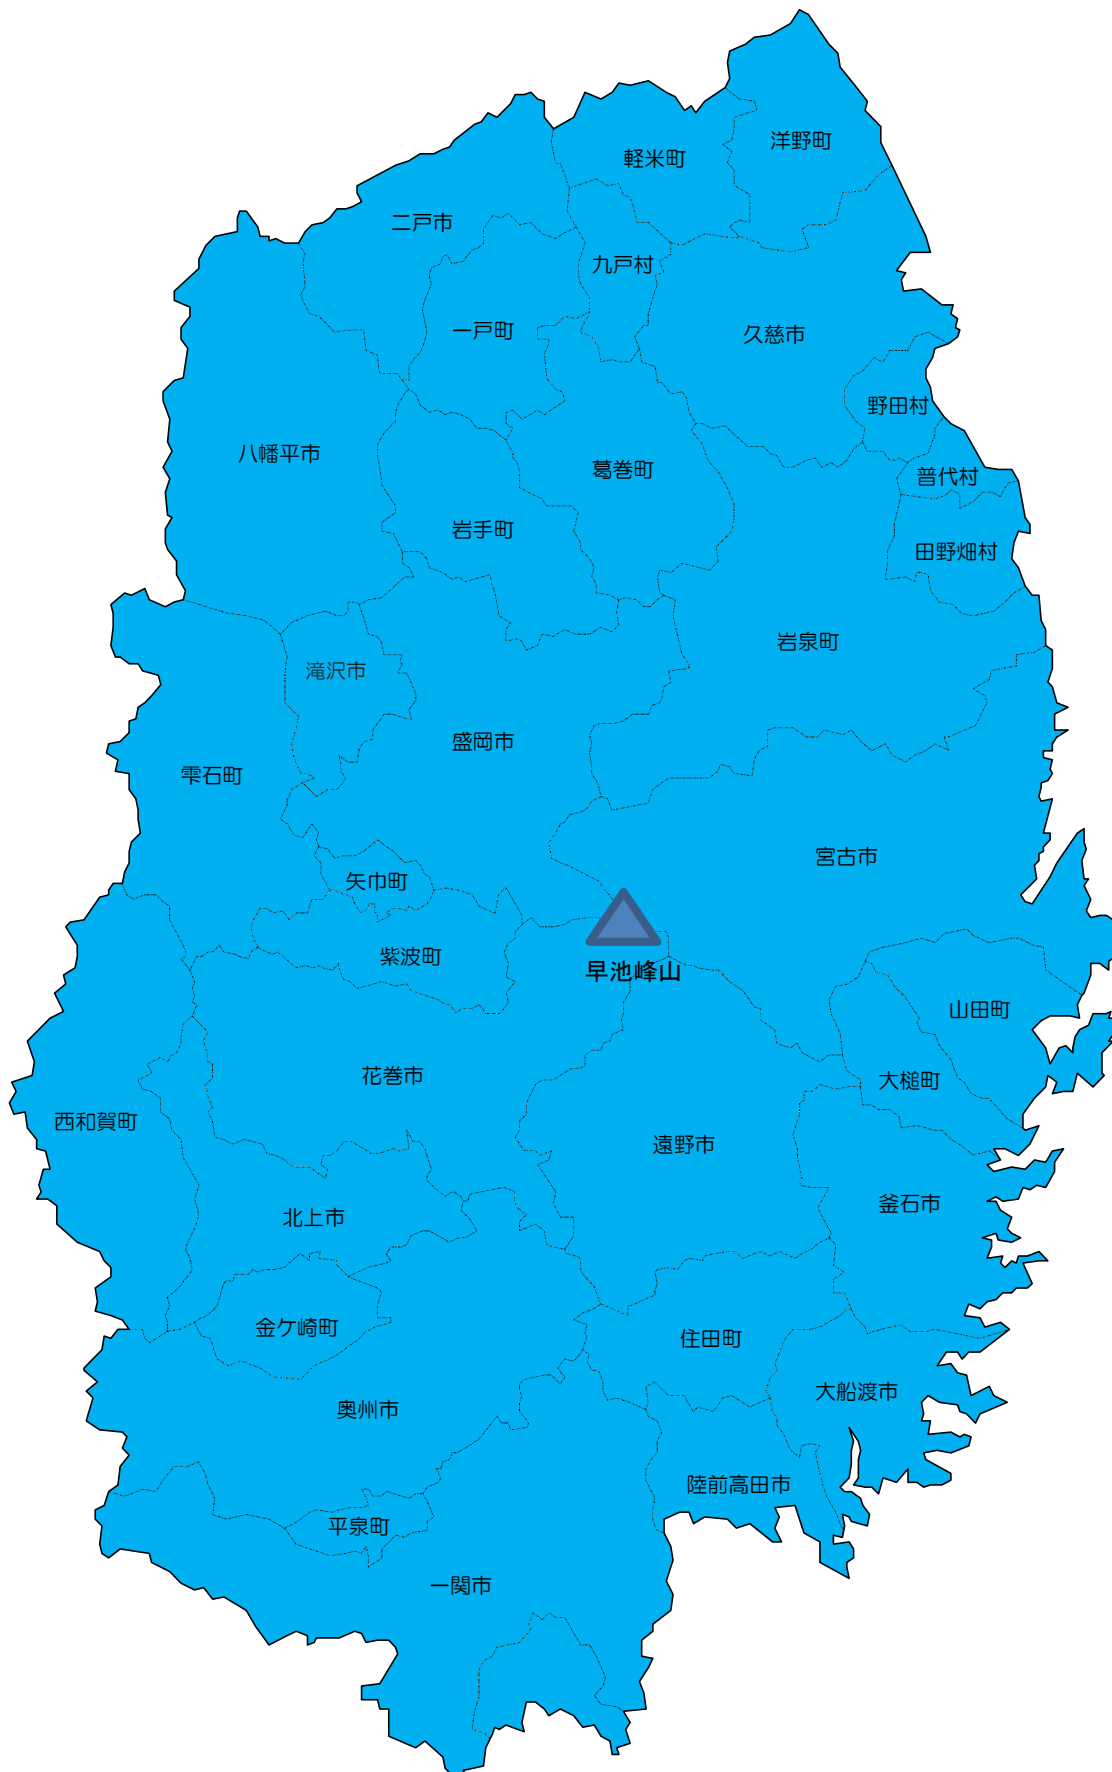 洋野町
軽米町
二戸市
九戸村
一戸町
久慈市
野田村
八幡平市
葛巻町
普代村
岩手町
田野畑村
岩泉町
滝沢市
盛岡市
雫石町
宮古市
矢巾町
紫波町
早池峰山
山田町
花巻市
大槌町
西和賀町
遠野市
釜石市
北上市
金ケ崎町
住田町
大船渡市
奥州市
陸前高田市
平泉町
一関市